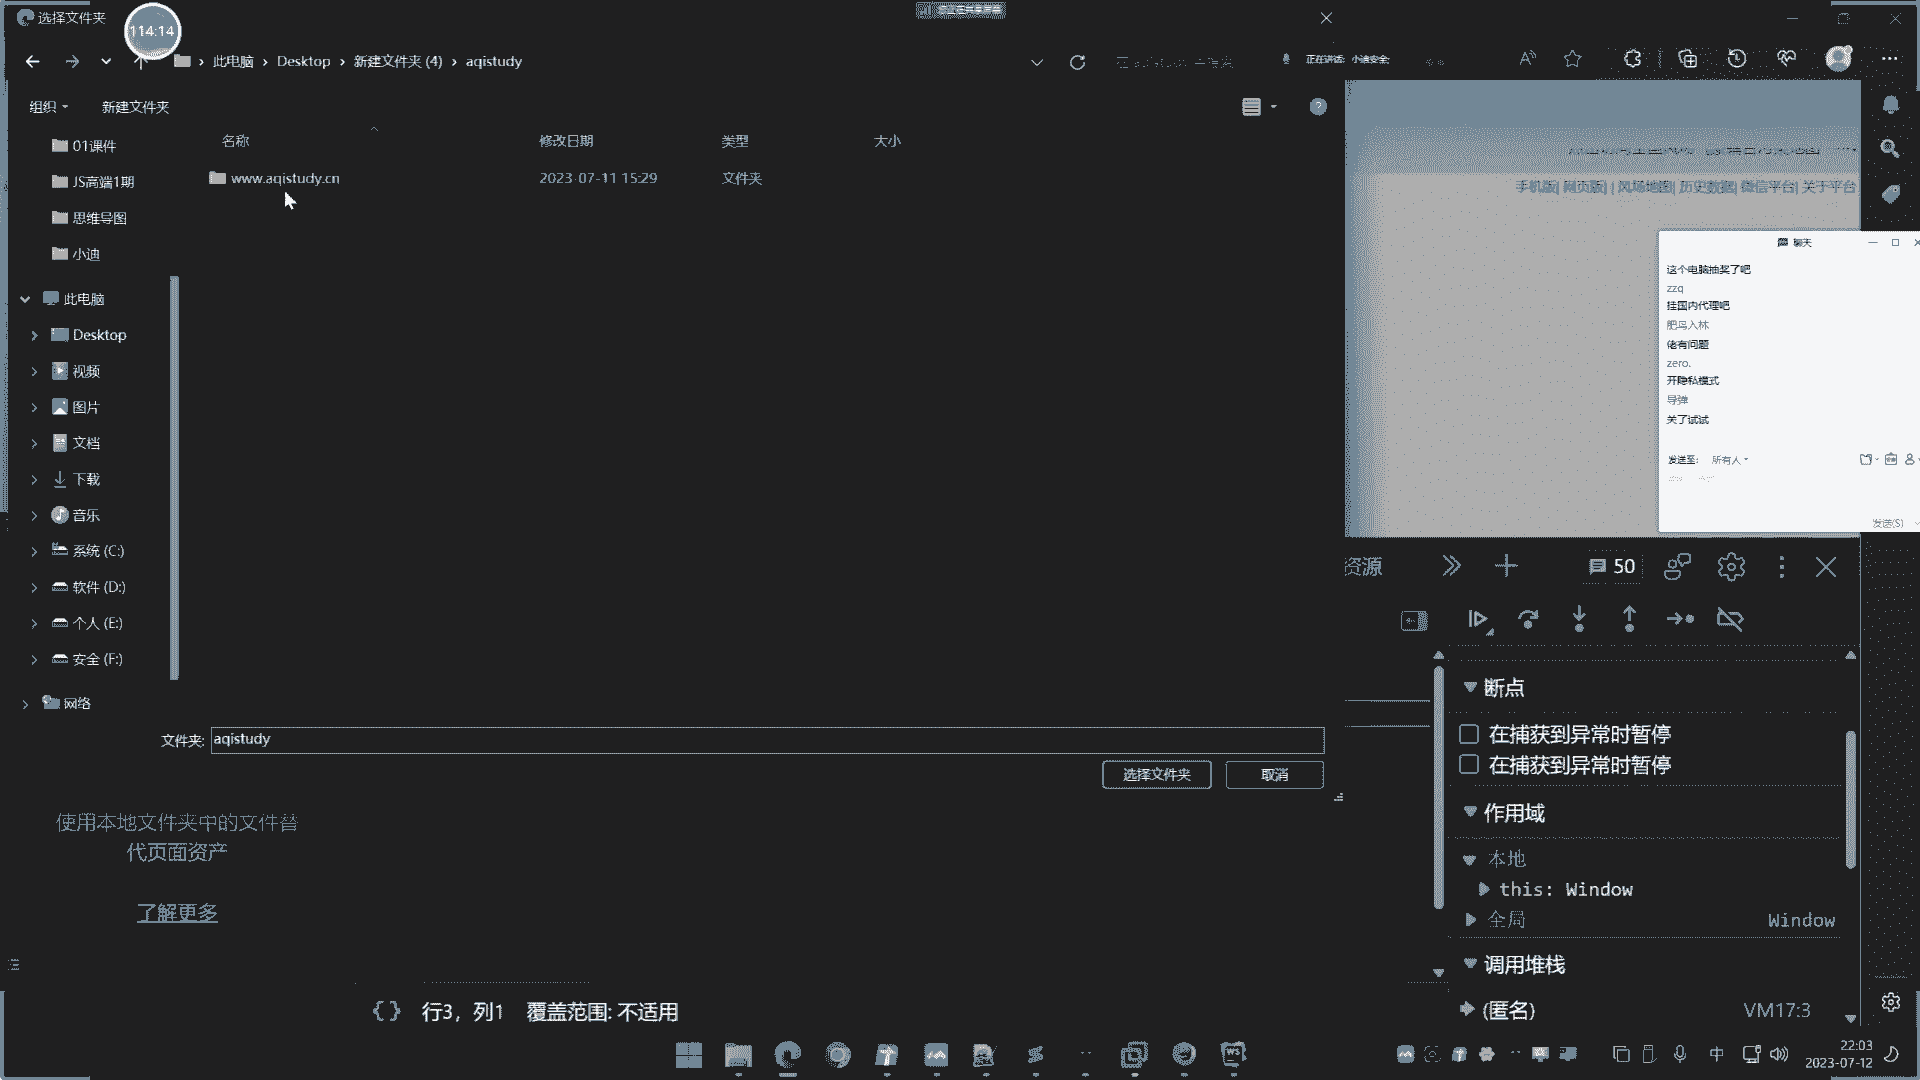 选择文件夹
114:14
此电脑 › Desktop › 新建文件夹 (4) › aqistudy
正在讲话: 小迪安全
组织
新建文件夹
名称
修改日期
类型
大小
www.aqistudy.cn
2023-07-11 15:29
文件夹
01课件
JS高端1期
思维导图
小迪
此电脑
Desktop
视频
图片
文档
下载
音乐
系统 (C:)
软件 (D:)
个人 (E:)
安全 (F:)
网络
文件夹:
aqistudy
选择文件夹
取消
使用本地文件夹中的文件替
代页面资产
了解更多
{} 行3，列1 覆盖范围: 不适用
手机版| 网页版| | 风场地图| 历史数据| 微信平台| 关于平台
聊天
这个电脑抽奖了吧
zzq
挂国内代理吧
肥鸟入林
佬有问题
zero.
开隐私模式
导弹
关了试试
发送至: 所有人
发送(S)
资源
50
断点
在捕获到异常时暂停
在捕获到异常时暂停
作用域
本地
this: Window
全局
Window
调用堆栈
(匿名)
VM17:3
中
22:03
2023-07-12